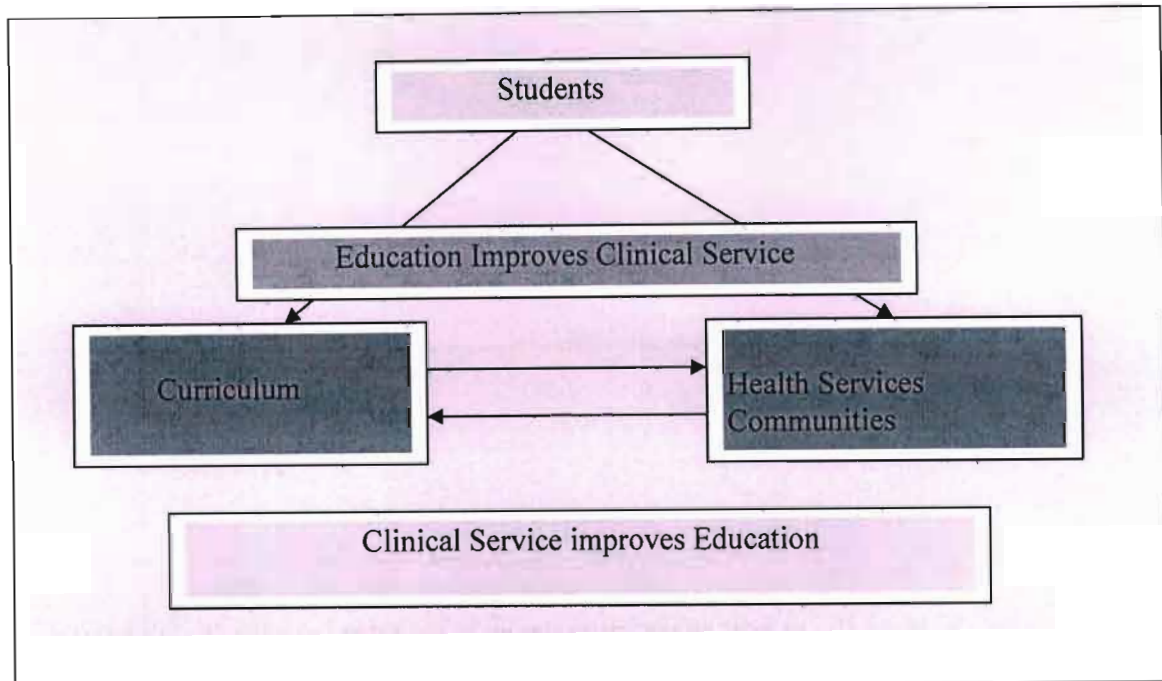 Students
Education Improves Clinical Service
Curriculum
Health Services
Communities
Clinical Service improves Education